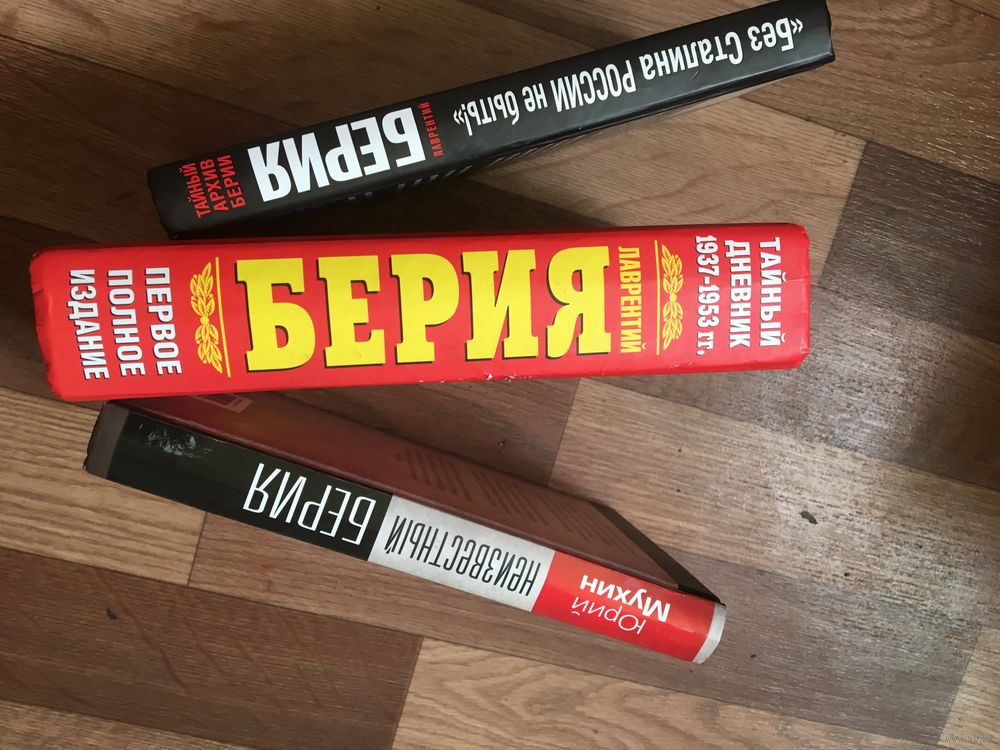 «Без Сталина РОССИИ не быть!»
ЛАВРЕНТИЙ
БЕРИЯ
ТАЙНЫЙ
АРХИВ
БЕРИИ
ПЕРВОЕ
ПОЛНОЕ
ИЗДАНИЕ
ЛАВРЕНТИЙ
БЕРИЯ
ТАЙНЫЙ
ДНЕВНИК
1937-1953 гг.
Юрий
Мухин
НЕИЗВЕСТНЫЙ
БЕРИЯ